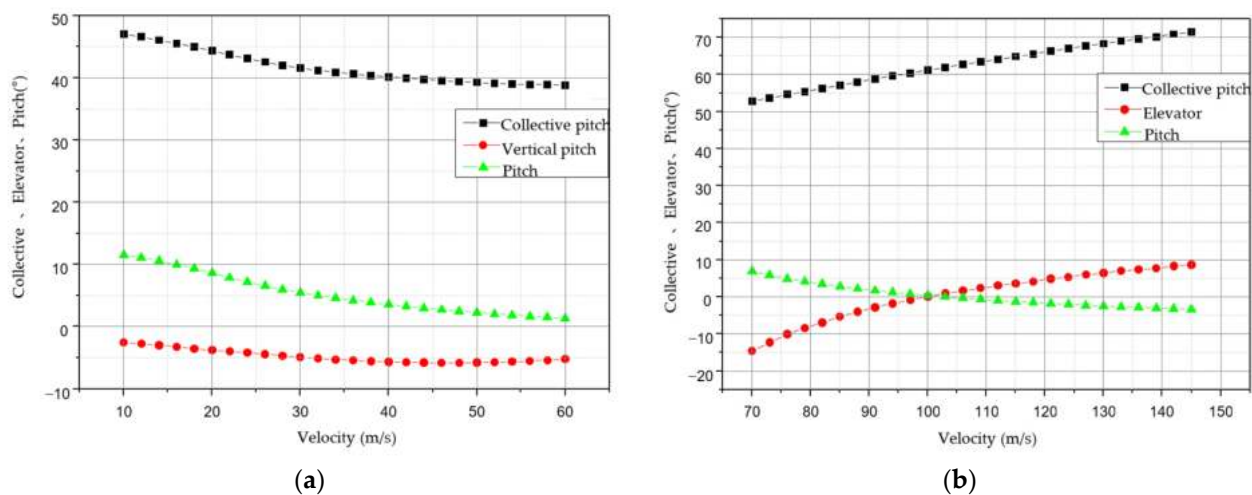 50
40
30
20
10
0
−10
10 20 30 40 50 60
Collective 、Elevator、Pitch(°)
Velocity (m/s)
Collective pitch
Vertical pitch
Pitch
(a)
70
60
50
40
30
20
10
0
−10
−20
70 80 90 100 110 120 130 140 150
Collective 、Elevator、Pitch(°)
Velocity (m/s)
Collective pitch
Elevator
Pitch
(b)